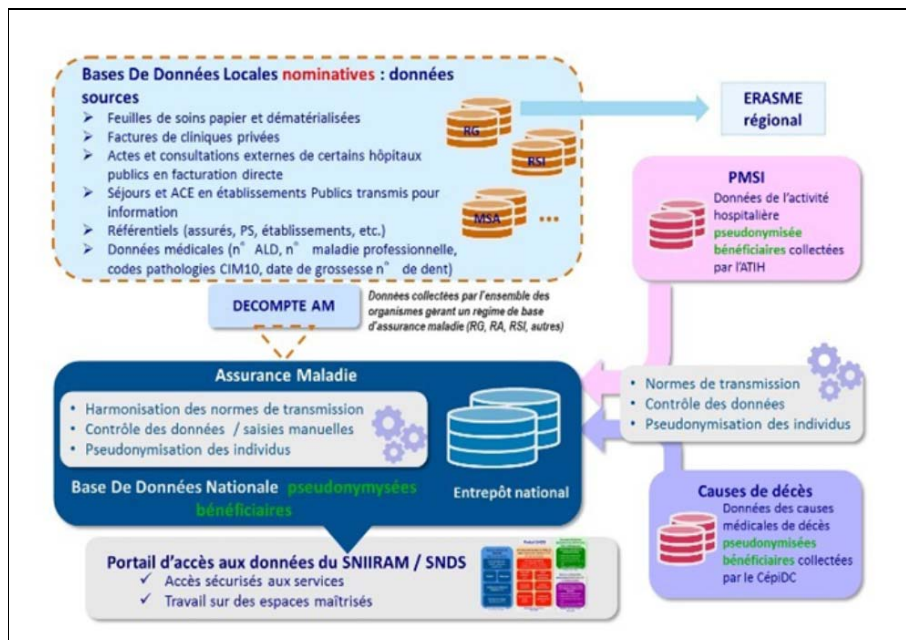 Bases De Données Locales nominatives : données
sources
Feuilles de soins papier et dématérialisées
Factures de cliniques privées
Actes et consultations externes de certains hôpitaux
publics en facturation directe
Séjours et ACE en établissements Publics transmis pour
information
Référentiels (assurés, PS, établissements, etc.)
Données médicales (n° ALD, n° maladie professionnelle,
codes pathologies CIM10, date de grossesse n° de dent)
RG
RSI
MSA
...
ERASME
régional
PMSI
Données de l'activité
hospitalière
pseudonymisée
bénéficiaires collectées
par l'ATIH
DECOMPTE AM
Données collectées par l'ensemble des
organismes gérant un régime de base
d'assurance maladie (RG, RA, RSI, autres)
Assurance Maladie
• Harmonisation des normes de transmission
• Contrôle des données / saisies manuelles
• Pseudonymisation des individus
Base De Données Nationale pseudonymysées
bénéficiaires
Entrepôt national
• Normes de transmission
• Contrôle des données
• Pseudonymisation des individus
Causes de décès
Données des causes
médicales de décès
pseudonymisées
bénéficiaires collectées
par le CépiDC
Portail d'accès aux données du SNIIRAM / SNDS
✓ Accès sécurisés aux services
✓ Travail sur des espaces maîtrisés